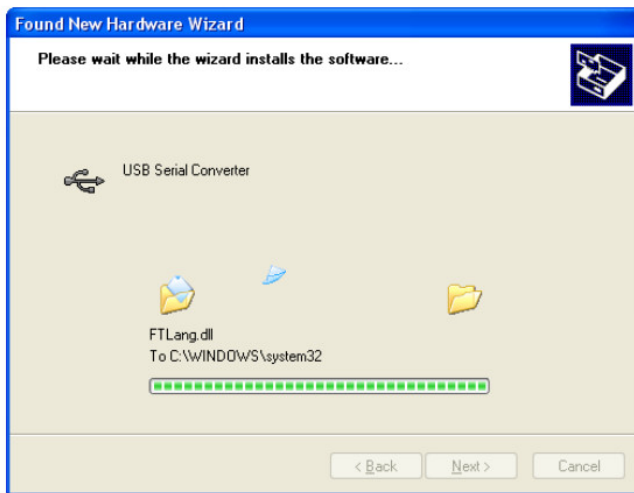 Found New Hardware Wizard
Please wait while the wizard installs the software...
USB Serial Converter
FTLang.dll
To C:\WINDOWS\system32
< Back
Next >
Cancel